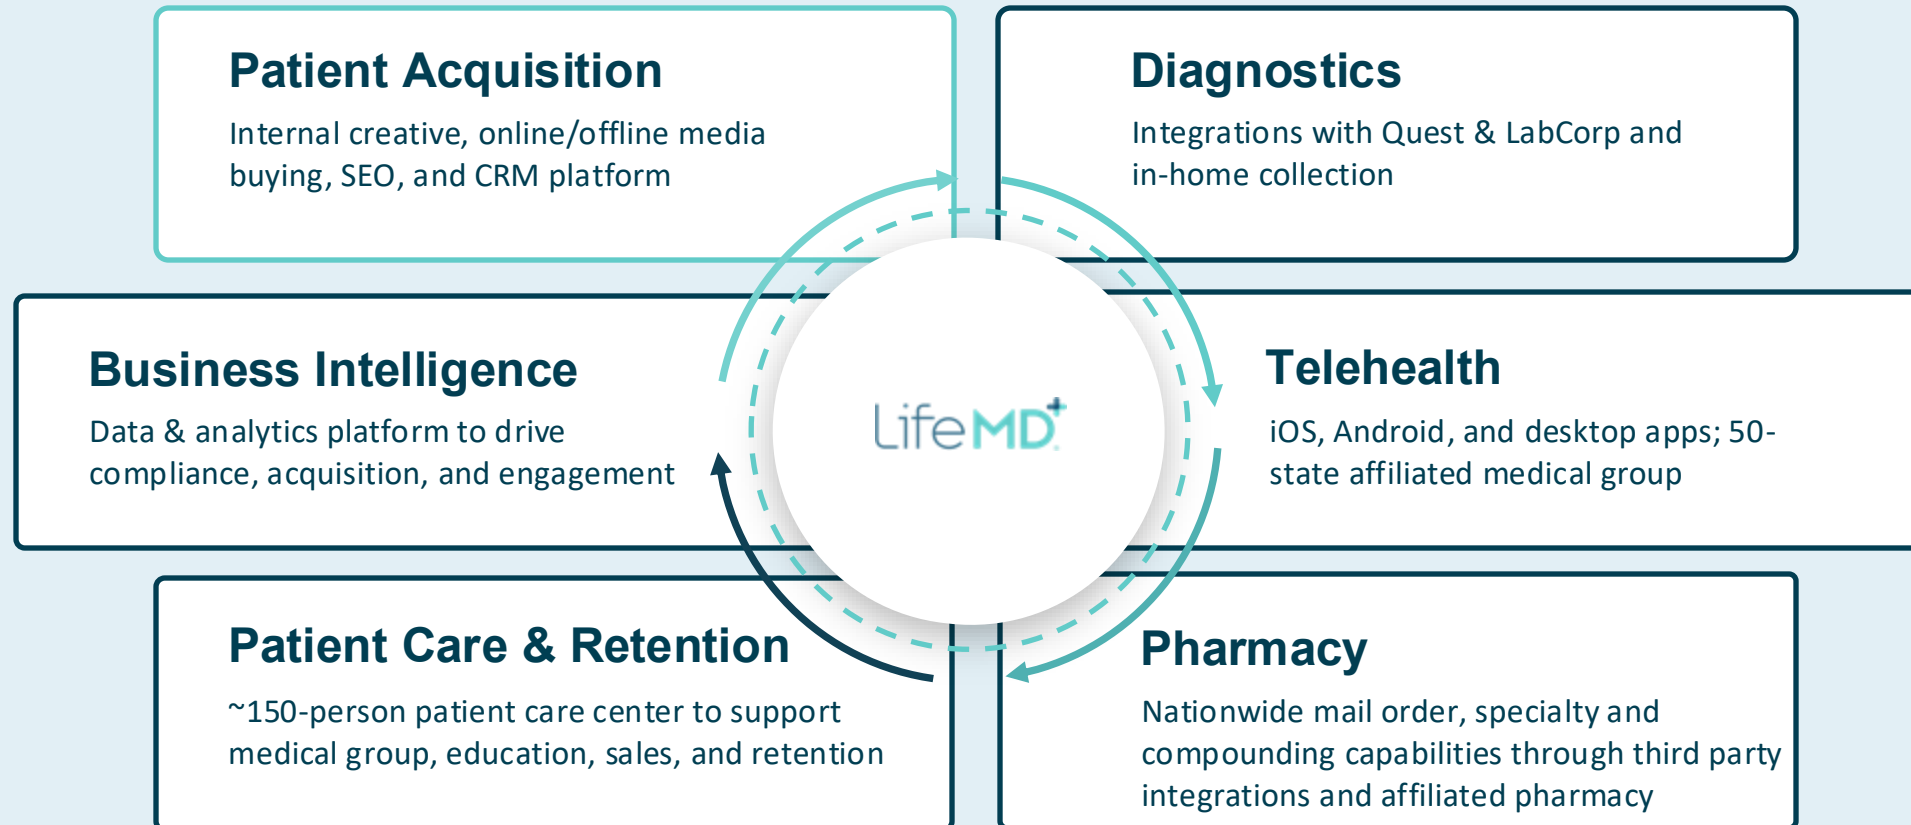 Patient Acquisition
Internal creative, online/offline media
buying, SEO, and CRM platform
Diagnostics
Integrations with Quest & LabCorp and
in-home collection
Business Intelligence
Data & analytics platform to drive
compliance, acquisition, and engagement
LifeMD+
Telehealth
iOS, Android, and desktop apps; 50-
state affiliated medical group
Patient Care & Retention
~150-person patient care center to support
medical group, education, sales, and retention
Pharmacy
Nationwide mail order, specialty and
compounding capabilities through third party
integrations and affiliated pharmacy